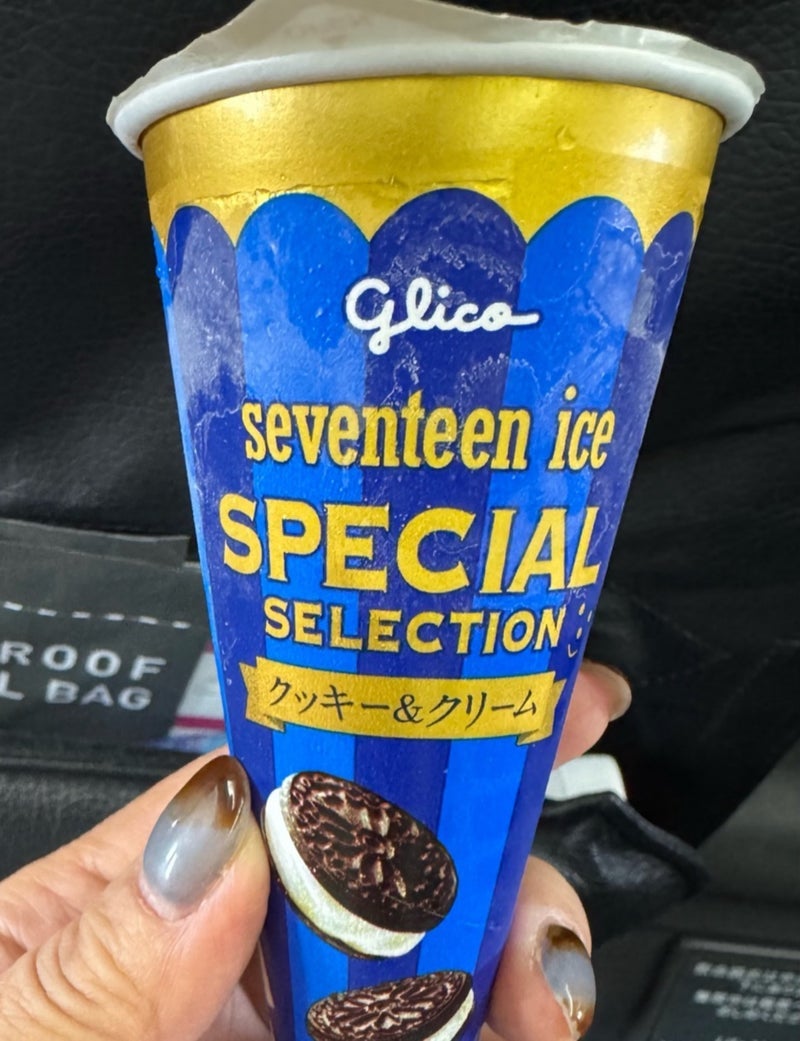 Glico
seventeen ice
SPECIAL
SELECTION
クッキー&クリーム
ROOF
L BAG